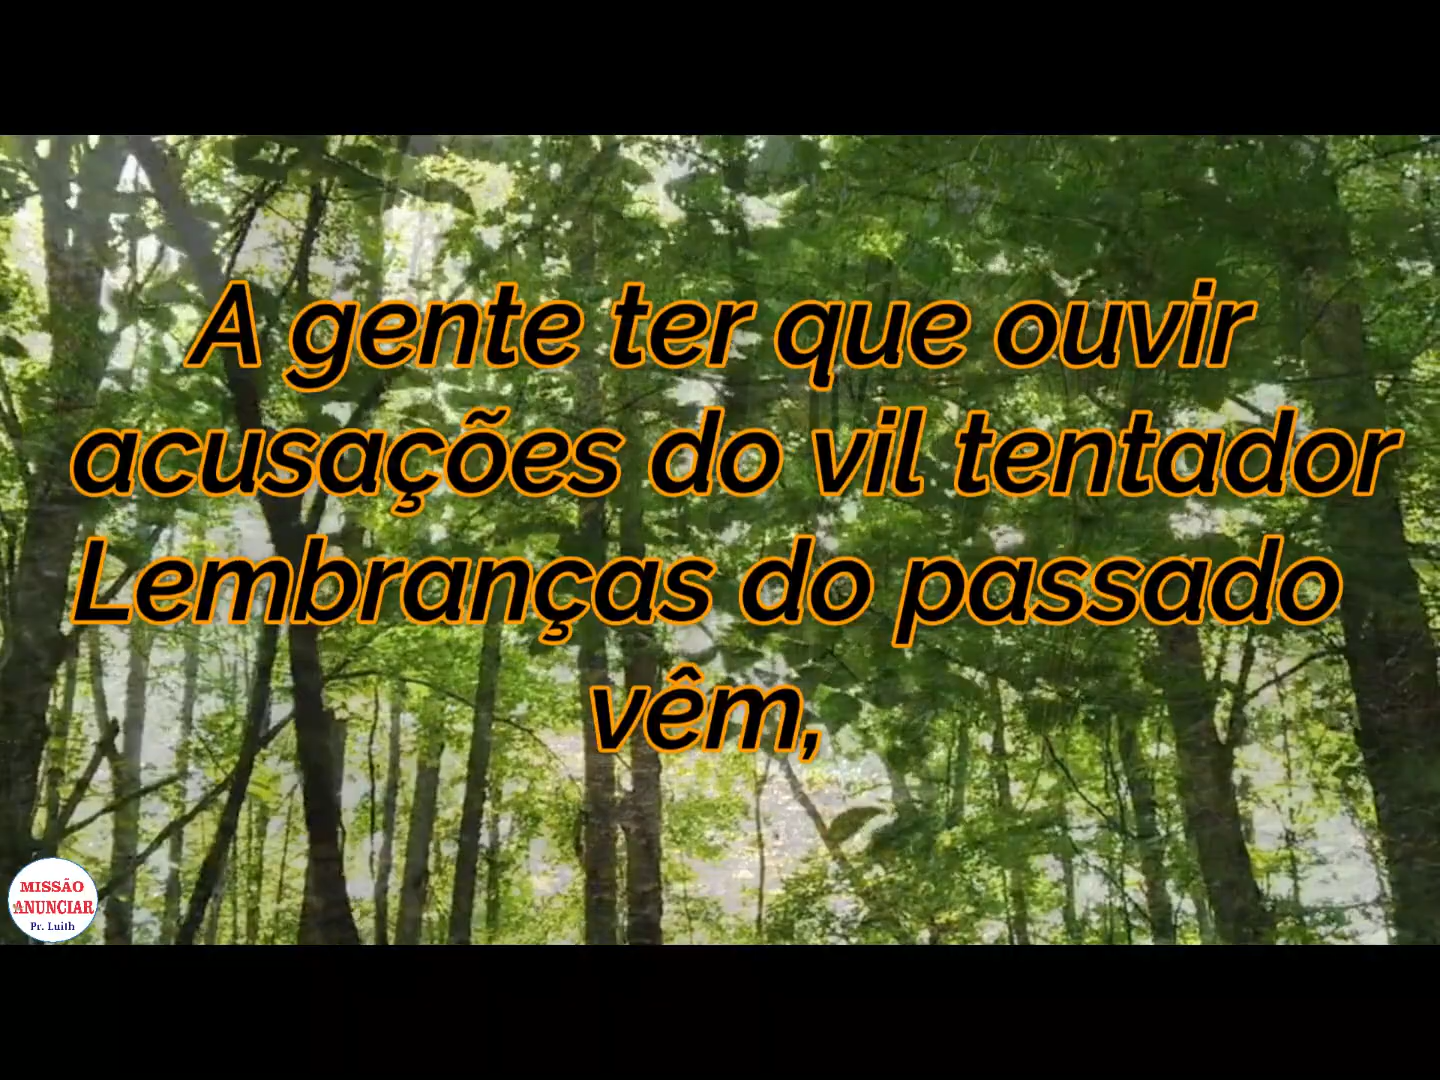 A gente ter que ouvir
acusações do vil tentador
Lembranças do passado
vêm,
MISSÃO
ANUNCIAR
Pr. Luith